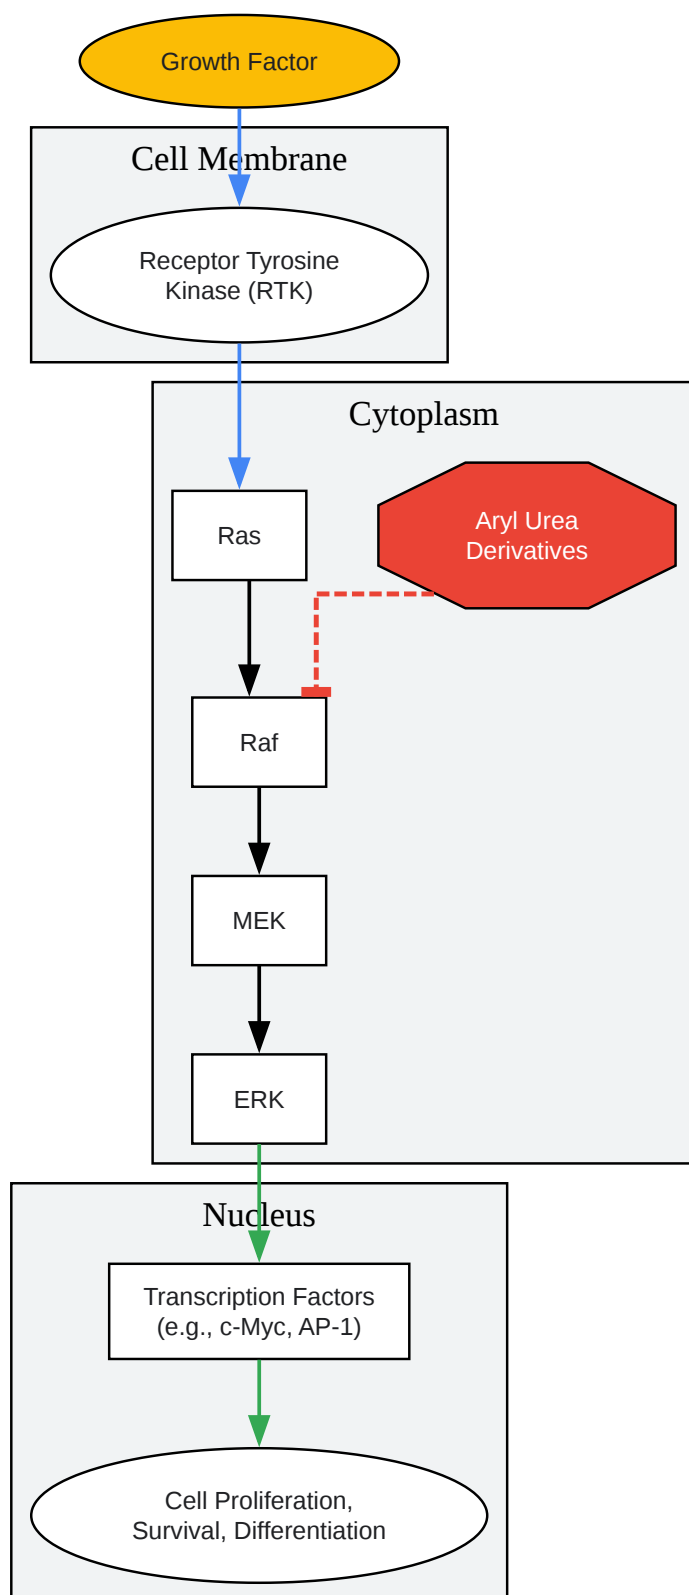 Growth Factor
Cell Membrane
Receptor Tyrosine
Kinase (RTK)
Cytoplasm
Ras
Aryl Urea
Derivatives
Raf
MEK
ERK
Nucleus
Transcription Factors
(e.g., c-Myc, AP-1)
Cell Proliferation,
Survival, Differentiation